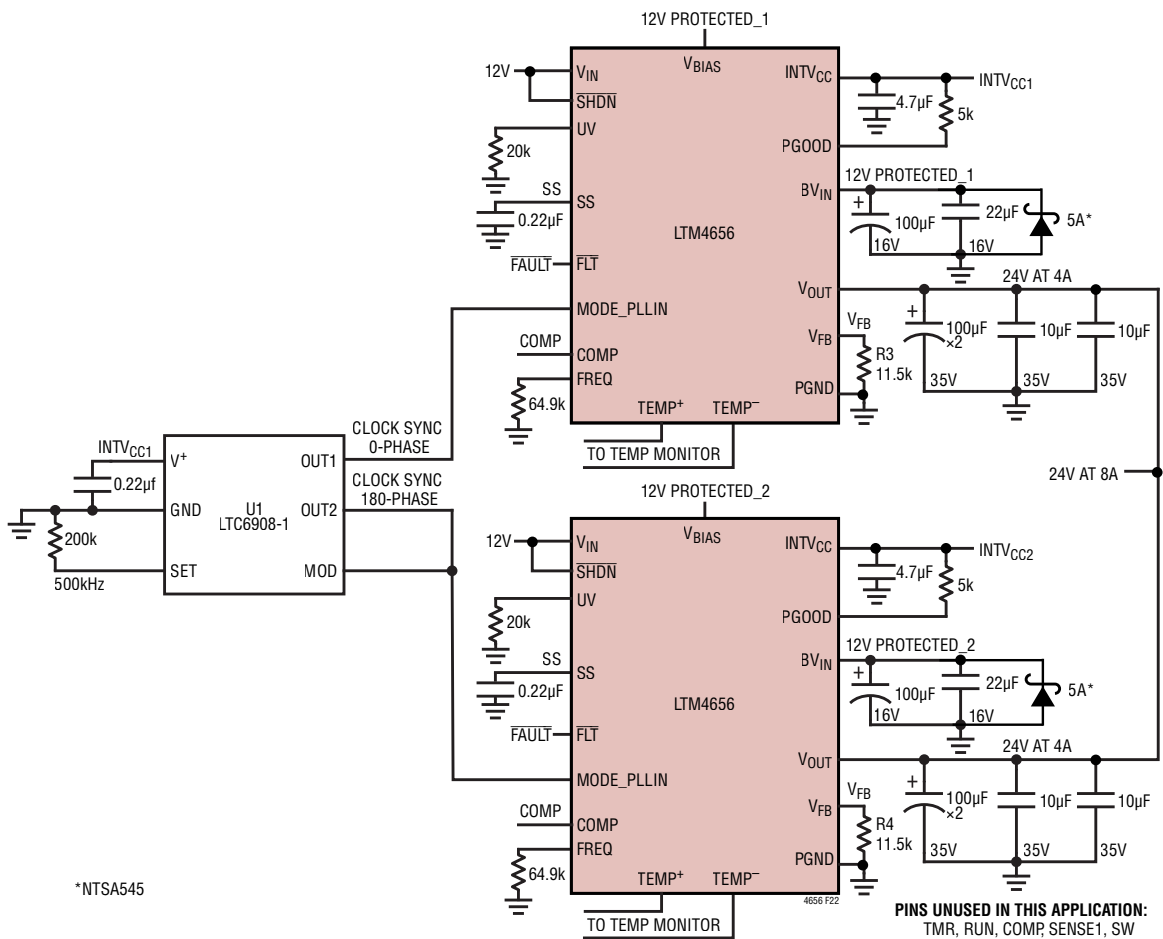 12V PROTECTED_1
12V
VIN
SHDN
UV
20k
SS
SS
0.22µF
FAULT
FLT
MODE_PLLIN
COMP
COMP
FREQ
64.9k
VBIAS
LTM4656
TEMP+
TEMP–
TO TEMP MONITOR
INTVCC
INTVCC1
4.7µF
5k
PGOOD
12V PROTECTED_1
BVIN
+
100µF
16V
22µF
16V
5A*
24V AT 4A
VOUT
VFB
VFB
R3
11.5k
PGND
+
100µF
×2
35V
10µF
35V
10µF
35V
24V AT 8A
CLOCK SYNC
0-PHASE
CLOCK SYNC
180-PHASE
INTVCC1
0.22µf
V+
GND
SET
U1
LTC6908-1
OUT1
OUT2
MOD
200k
500kHz
12V PROTECTED_2
12V
VIN
SHDN
UV
20k
SS
SS
0.22µF
FAULT
FLT
MODE_PLLIN
COMP
COMP
FREQ
64.9k
VBIAS
LTM4656
TEMP+
TEMP–
TO TEMP MONITOR
INTVCC
INTVCC2
4.7µF
5k
PGOOD
12V PROTECTED_2
BVIN
+
100µF
16V
22µF
16V
5A*
24V AT 4A
VOUT
VFB
VFB
R4
11.5k
PGND
+
100µF
×2
35V
10µF
35V
10µF
35V
4656 F22
*NTSA545
PINS UNUSED IN THIS APPLICATION:
TMR, RUN, COMP, SENSE1, SW